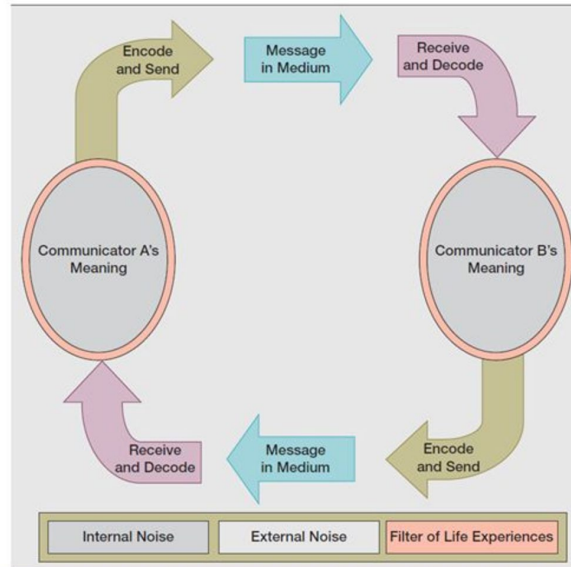 Encode
and Send
Message
in Medium
Receive
and Decode
Communicator A's
Meaning
Communicator B's
Meaning
Receive
and Decode
Message
in Medium
Encode
and Send
Internal Noise
External Noise
Filter of Life Experiences